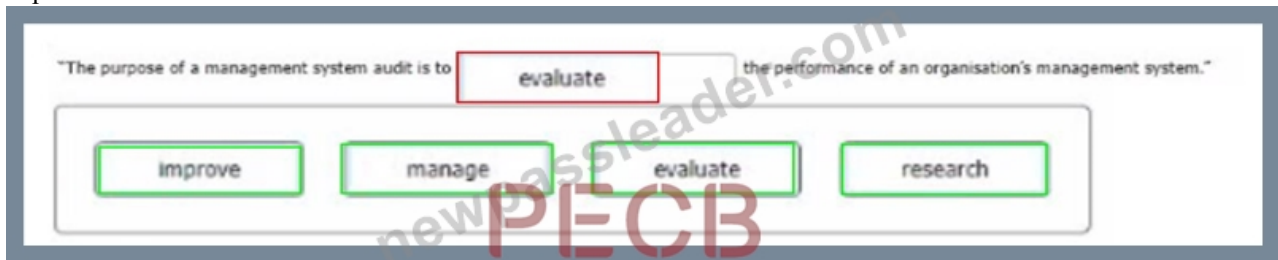 "The purpose of a management system audit is to evaluate the performance of an organisation's management system."
improve manage evaluate research
newpassleader.com
PECB